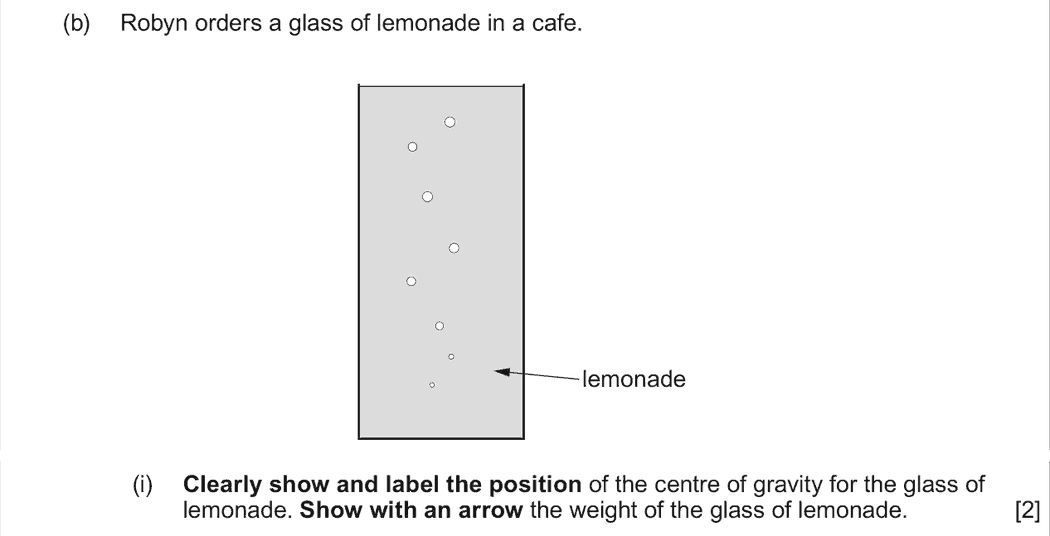 (b) Robyn orders a glass of lemonade in a cafe.
lemonade
(i) Clearly show and label the position of the centre of gravity for the glass of
lemonade. Show with an arrow the weight of the glass of lemonade. [2]